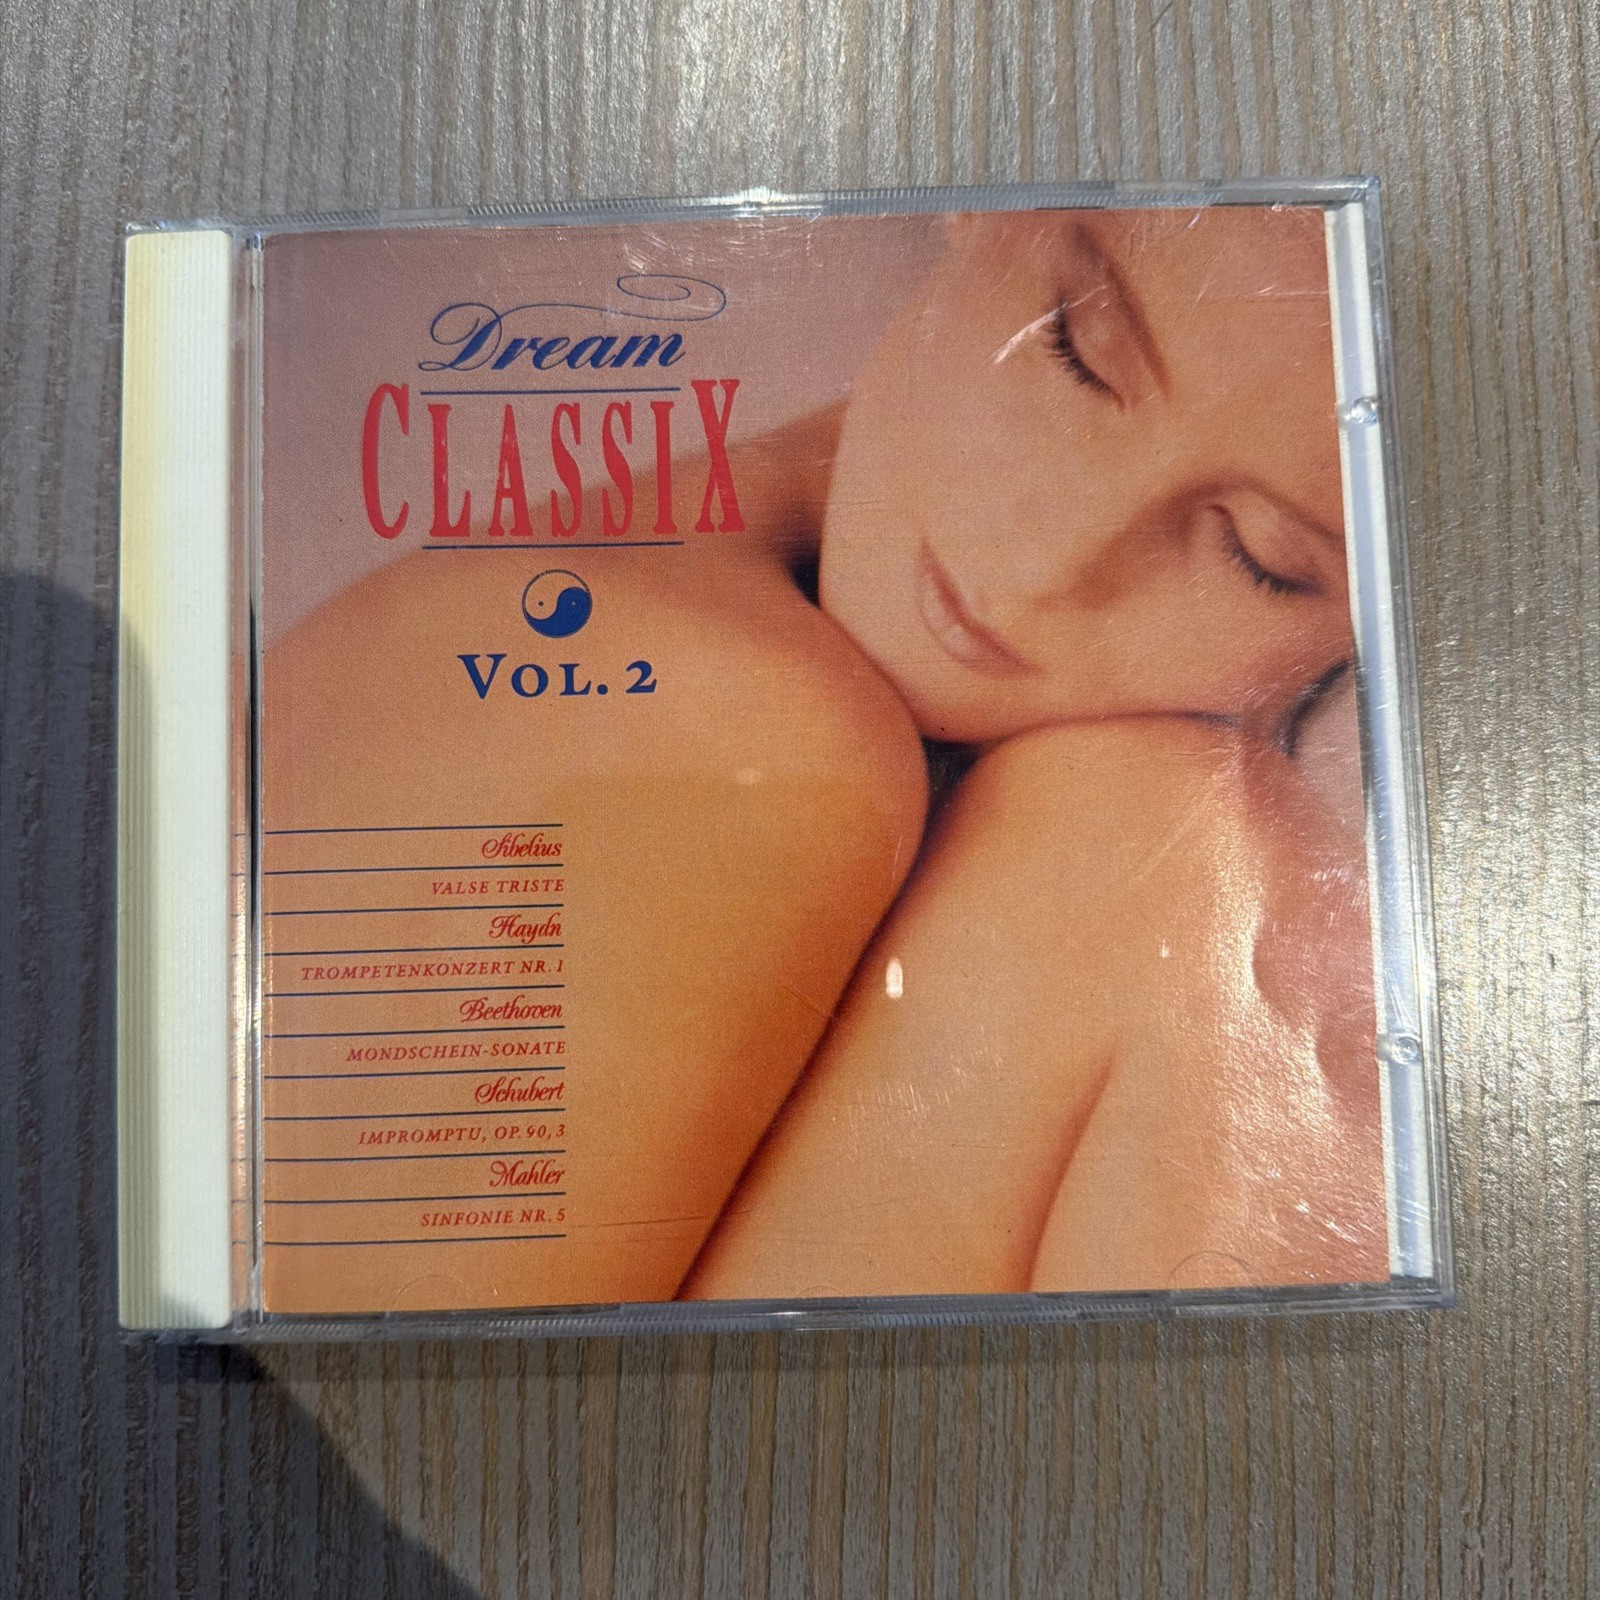 Dream
CLASSIX
VOL. 2
Sibelius
VALSE TRISTE
Haydn
TROMPETENKONZERT NR. 1
Beethoven
MONDSCHEIN-SONATE
Schubert
IMPROMPTU, OP. 90, 3
Mahler
SINFONIE NR. 5